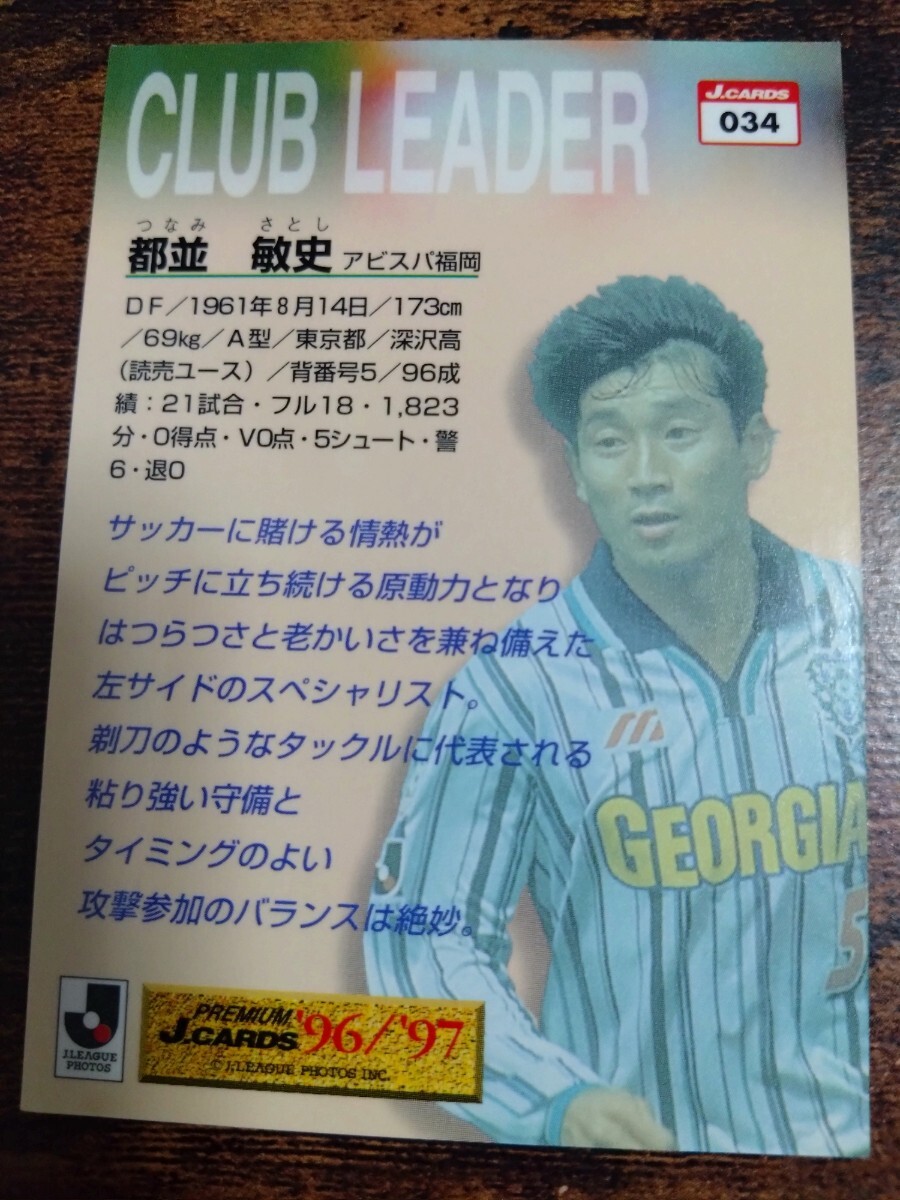 CLUB LEADER
J.CARDS
034
つなみ さとし
都並 敏史 アビスパ福岡
DF／1961年8月14日／173cm
／69kg／A型／東京都／深沢高
（読売ユース）／背番号5／96成
績：21試合・フル18・1,823
分・0得点・V0点・5シュート・警
6・退0
サッカーに賭ける情熱が
ピッチに立ち続ける原動力となり
はつらつさと老かいさを兼ね備えた
左サイドのスペシャリスト。
剃刀のようなタックルに代表される
粘り強い守備と
タイミングのよい
攻撃参加のバランスは絶妙。
GEORGIA
5
J.LEAGUE
PHOTOS
PREMIUM
J.CARDS '96/'97
© J.LEAGUE PHOTOS INC.